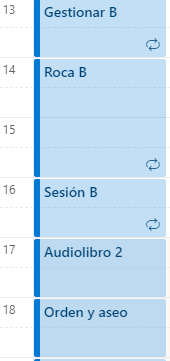 13 Gestionar B
14 Roca B
15
16 Sesión B
17 Audiolibro 2
18 Orden y aseo